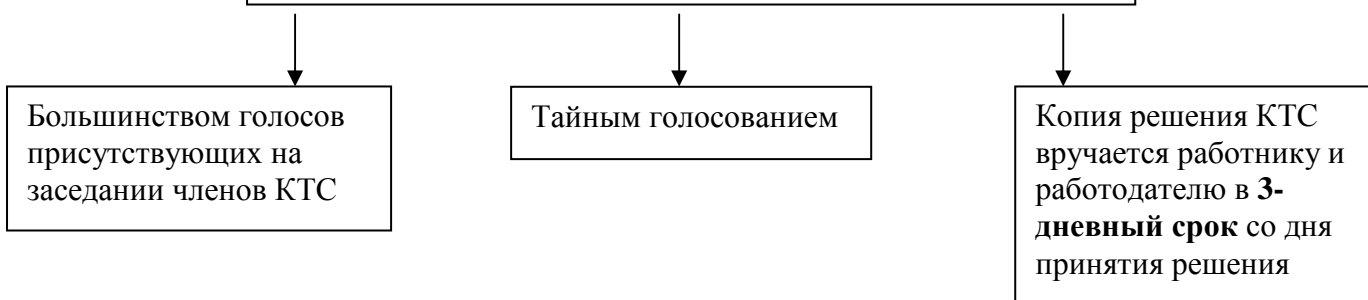 Большинством голосов
присутствующих на
заседании членов КТС
Тайным голосованием
Копия решения КТС
вручается работнику и
работодателю в 3-
дневный срок со дня
принятия решения